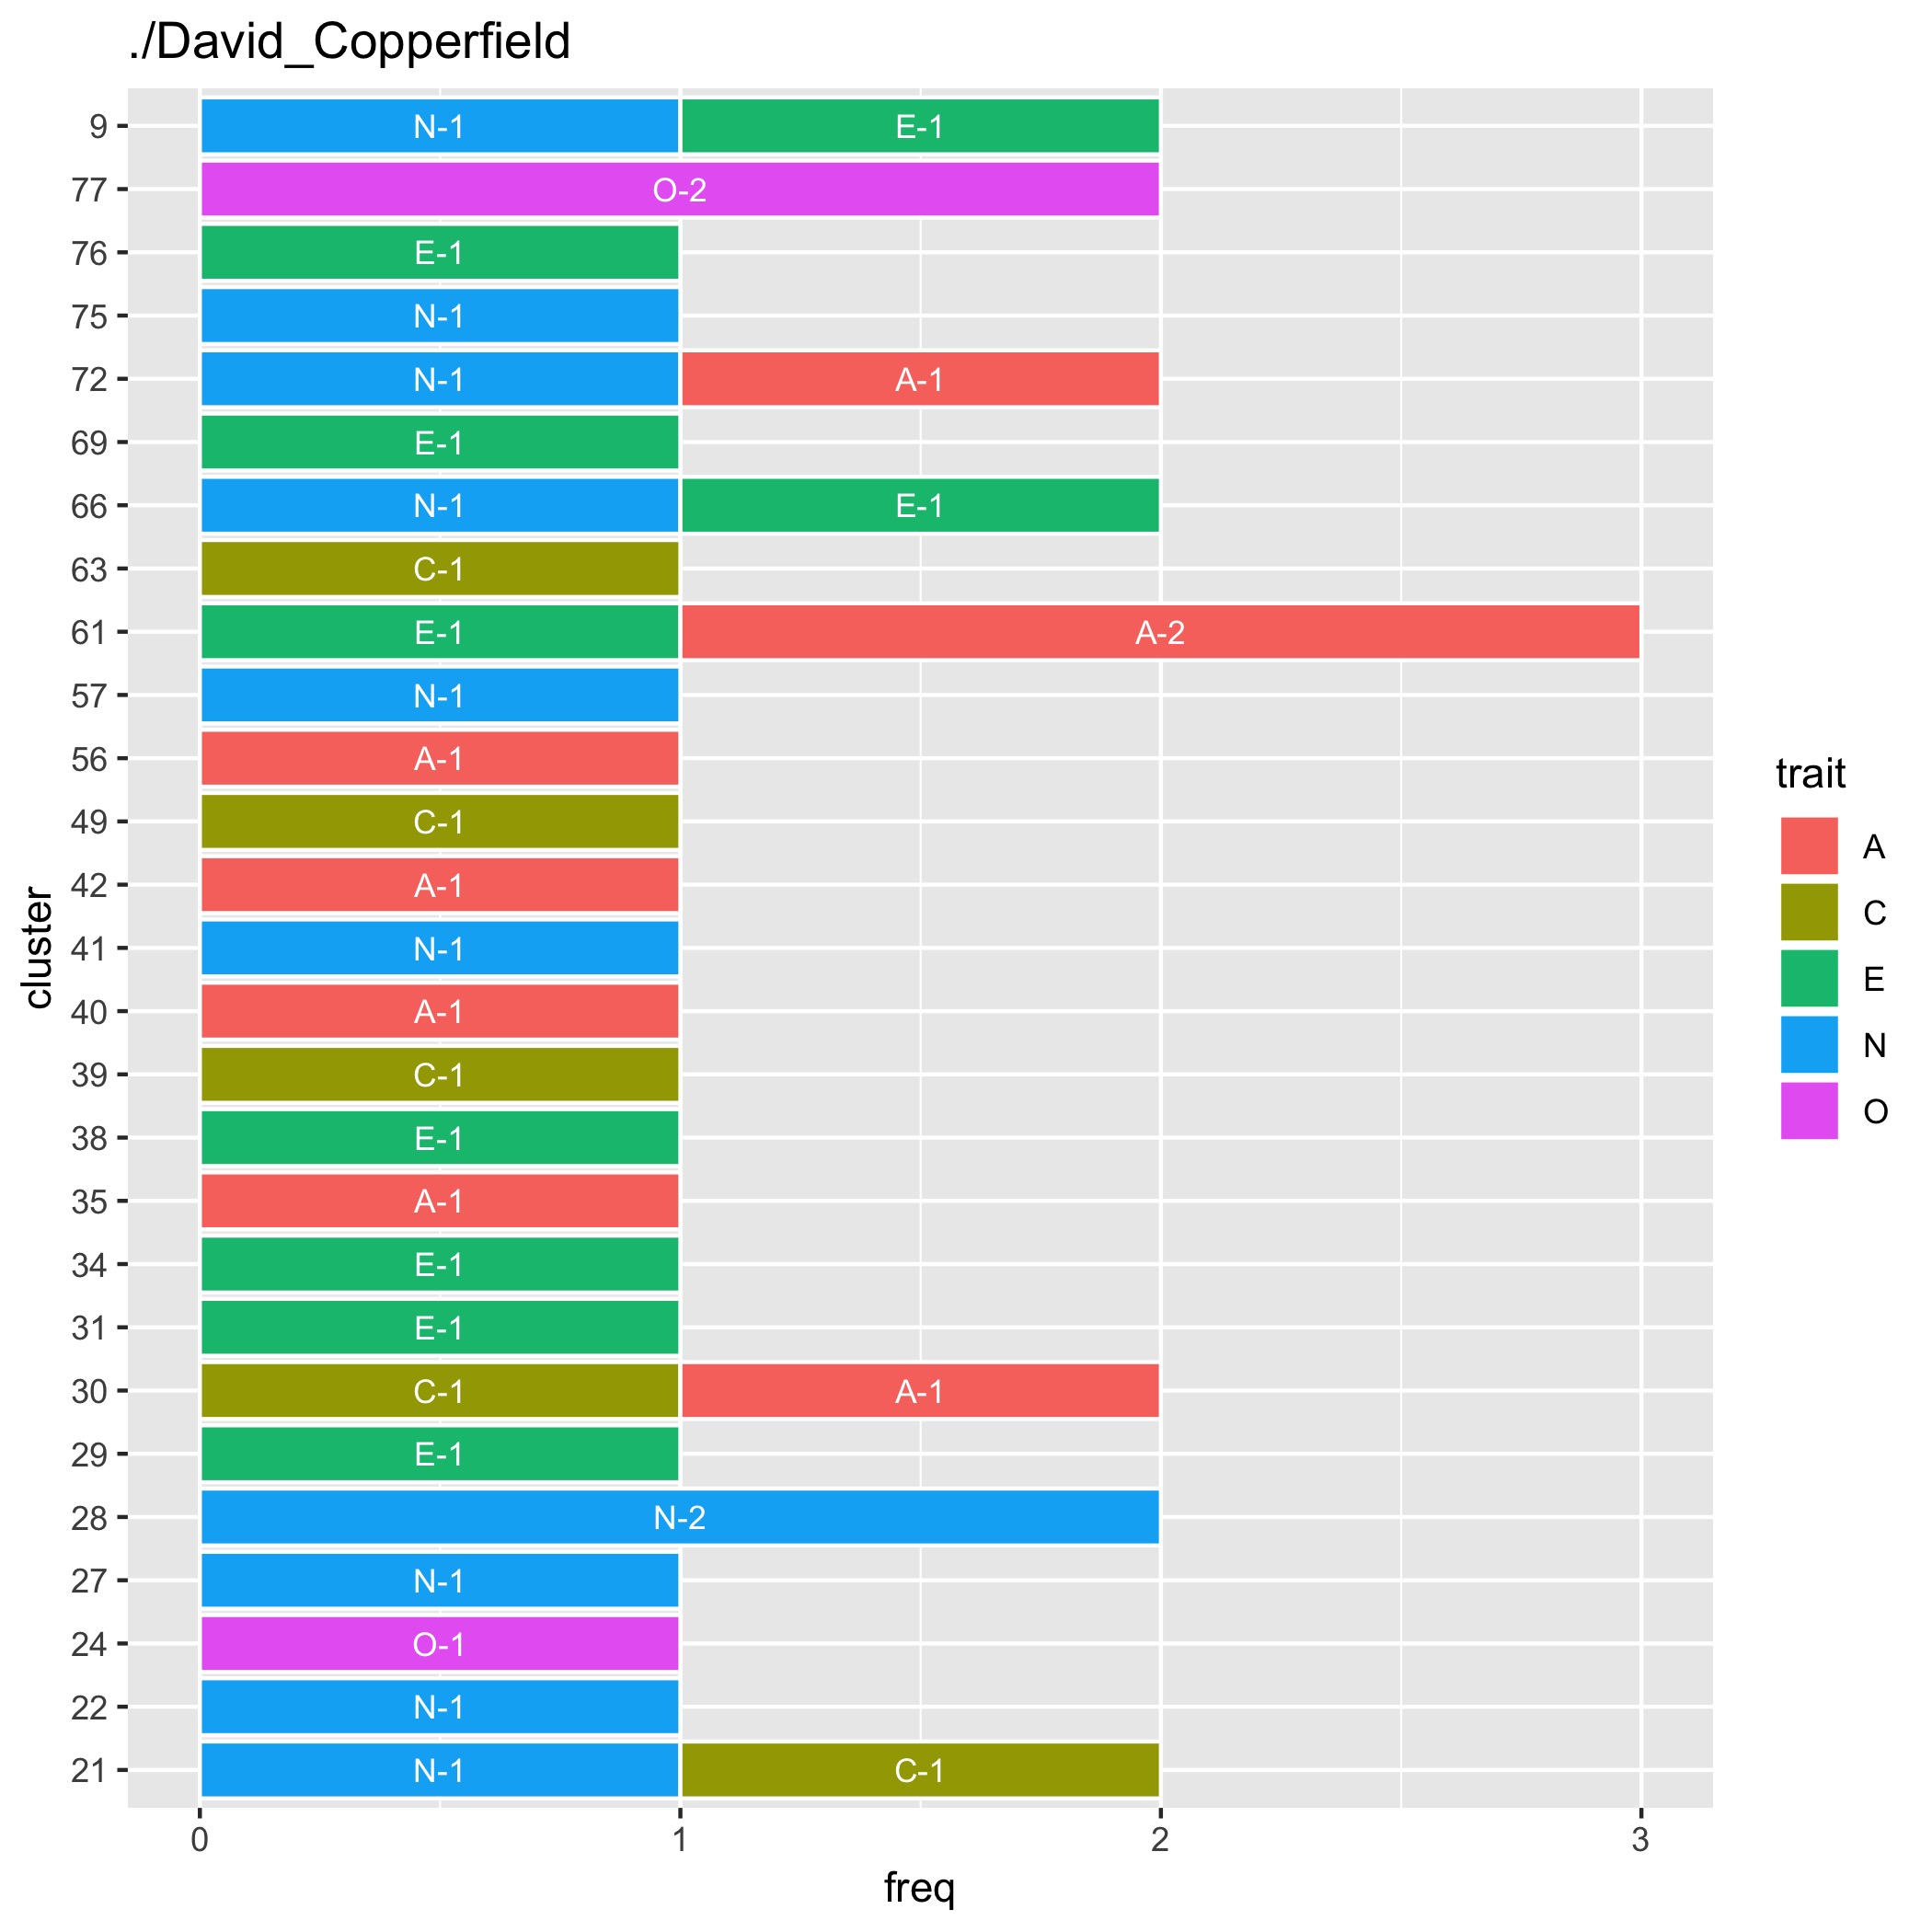 ./David_Copperfield
9 N-1 E-1
77 O-2
76 E-1
75 N-1
72 N-1 A-1
69 E-1
66 N-1 E-1
63 C-1
61 E-1 A-2
57 N-1
56 A-1
49 C-1
42 A-1
41 N-1
40 A-1
39 C-1
38 E-1
35 A-1
34 E-1
31 E-1
30 C-1 A-1
29 E-1
28 N-2
27 N-1
24 O-1
22 N-1
21 N-1 C-1
0 1 2 3
freq
cluster
trait
A
C
E
N
O